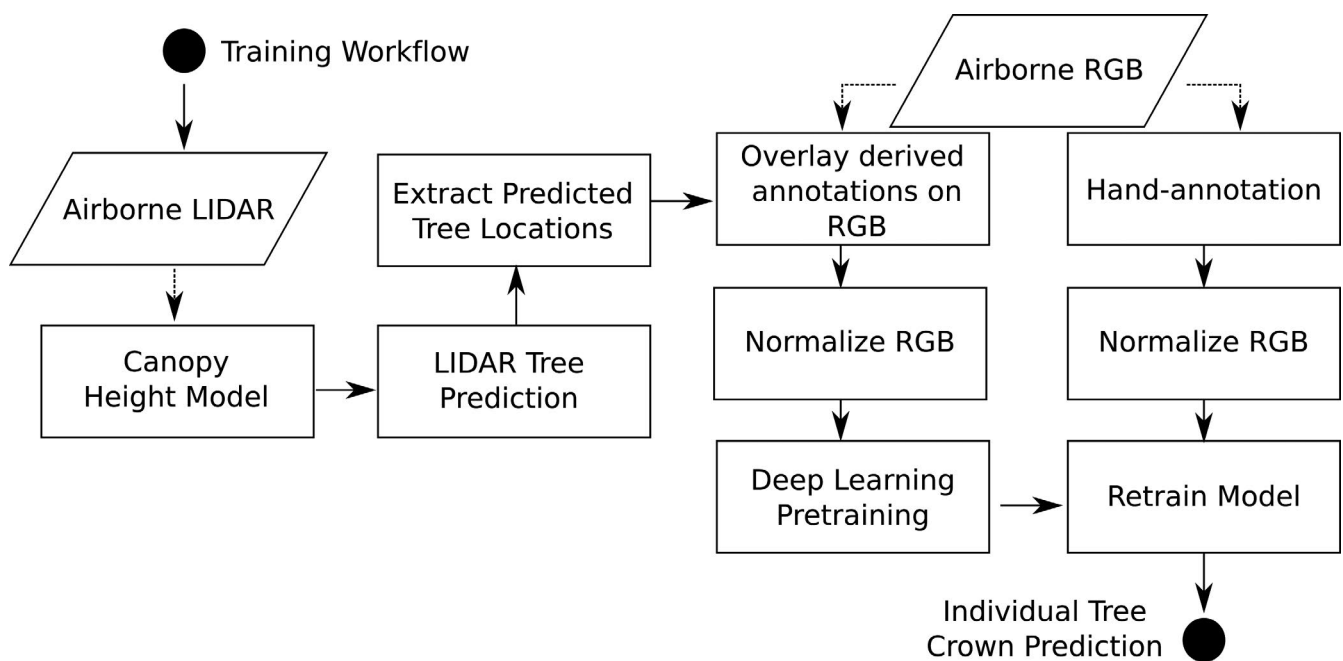 Training Workflow
Airborne RGB
Airborne LIDAR
Extract Predicted
Tree Locations
Overlay derived
annotations on
RGB
Hand-annotation
Canopy
Height Model
LIDAR Tree
Prediction
Normalize RGB
Normalize RGB
Deep Learning
Pretraining
Retrain Model
Individual Tree
Crown Prediction